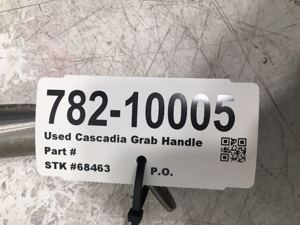 782-10005
Used Cascadia Grab Handle
Part #
STK #68463 P.O.